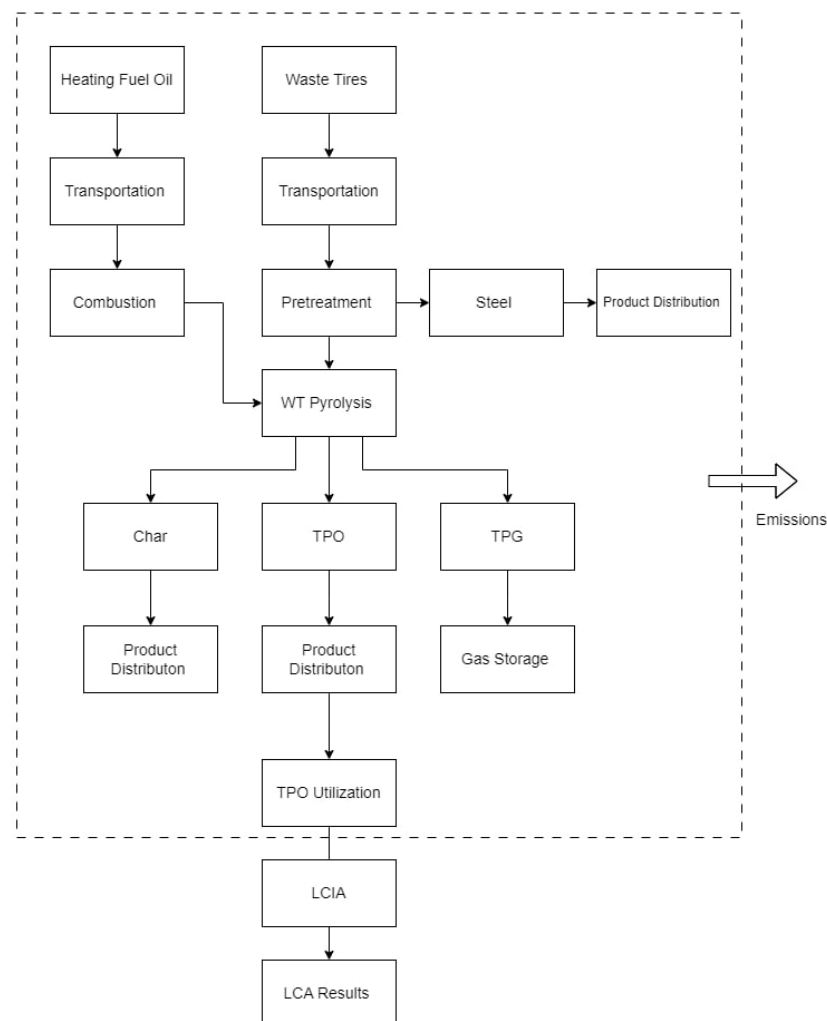 Heating Fuel Oil
Waste Tires
Transportation
Transportation
Combustion
Pretreatment
Steel
Product Distribution
WT Pyrolysis
Char
TPO
TPG
Emissions
Product
Distributon
Product
Distributon
Gas Storage
TPO Utilization
LCIA
LCA Results